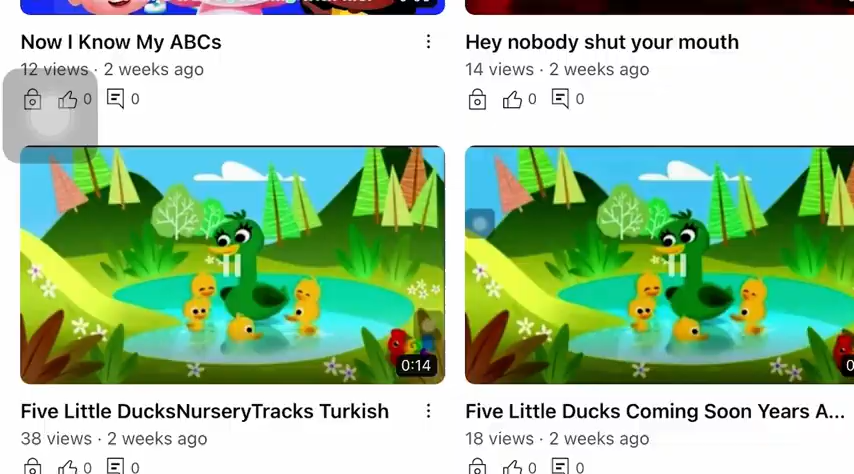 Now I Know My ABCs
12 views · 2 weeks ago
0 0
Hey nobody shut your mouth
14 views · 2 weeks ago
0 0
0:14
Five Little DucksNurseryTracks Turkish
38 views · 2 weeks ago
0 0
Five Little Ducks Coming Soon Years A...
18 views · 2 weeks ago
0 0